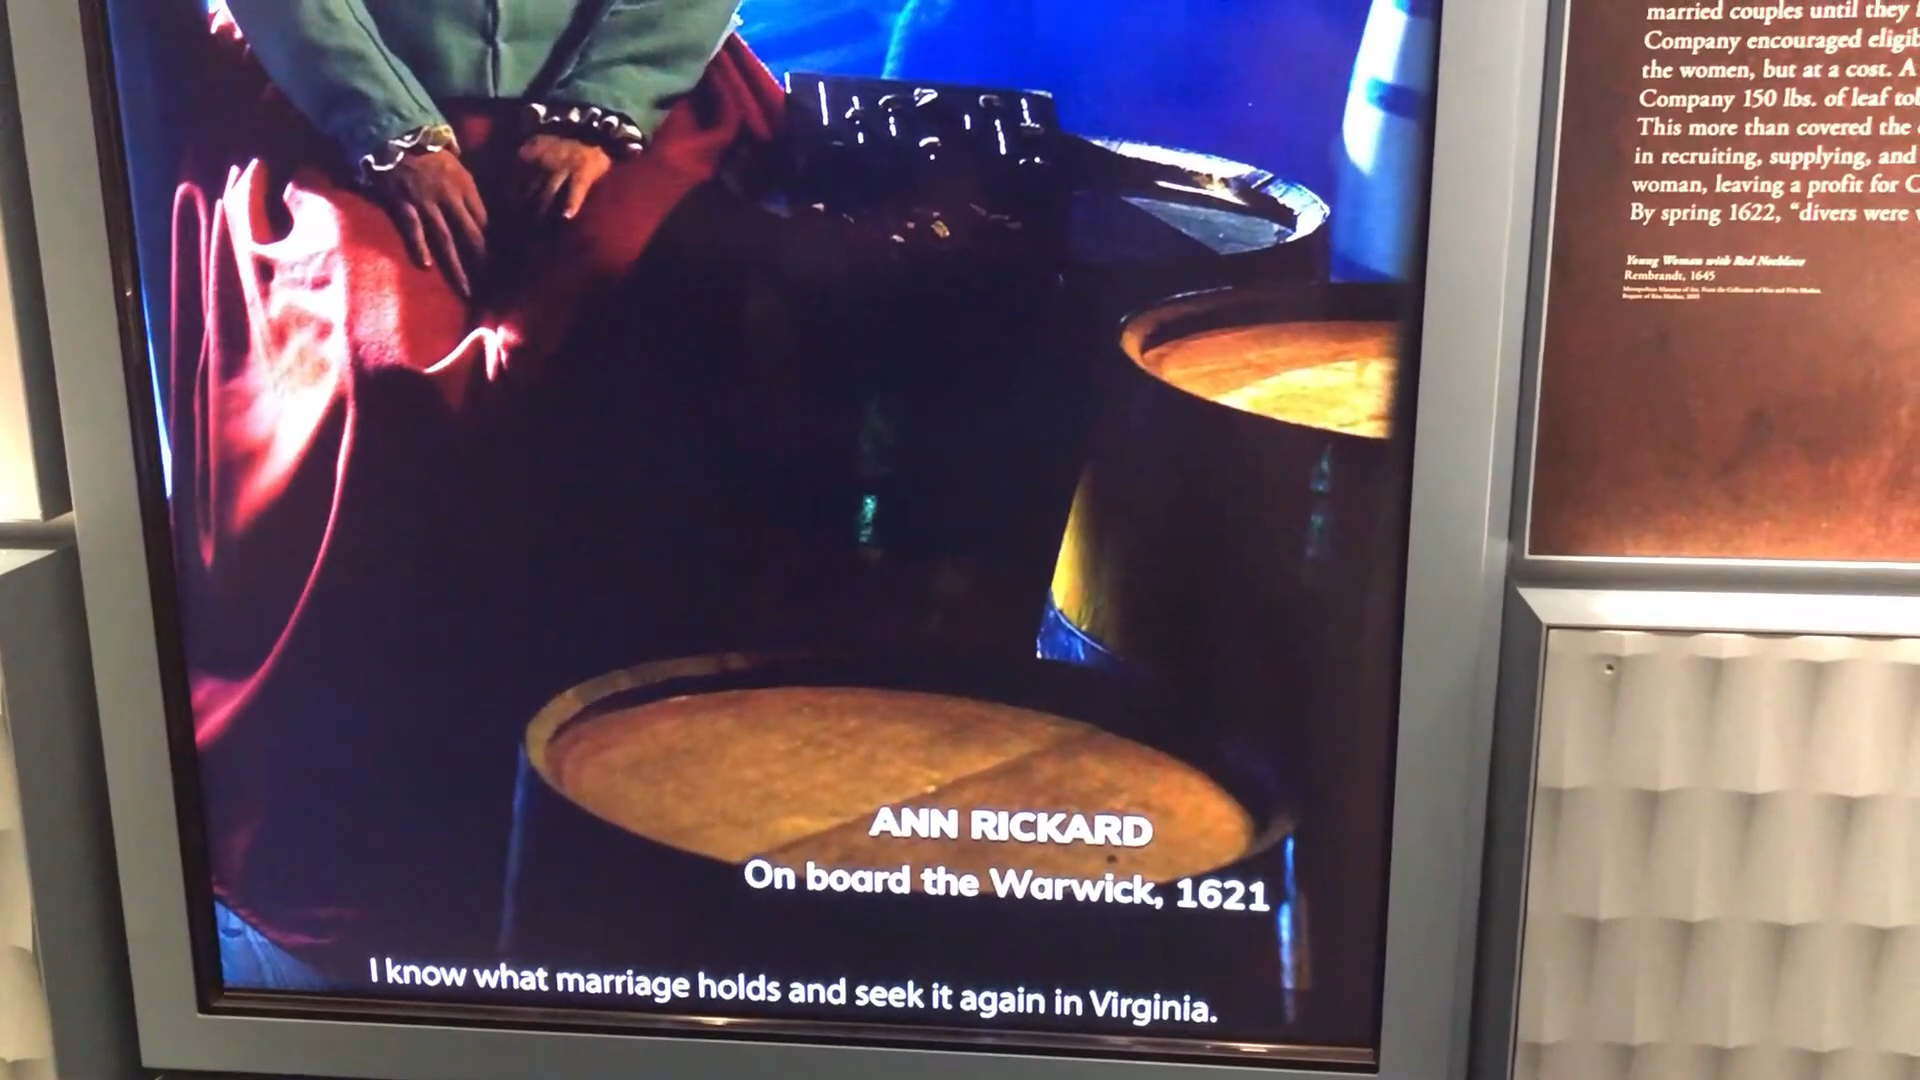 ANN RICKARD
On board the Warwick, 1621
I know what marriage holds and seek it again in Virginia.
married couples until they
Company encouraged
the women, but at a cost. A
Company 150 lbs. of leaf
This more than covered the
in recruiting, supplying, and
woman, leaving a profit for
By spring 1622, “divers were
Young Woman with Red Necklace
Rembrandt, 1645